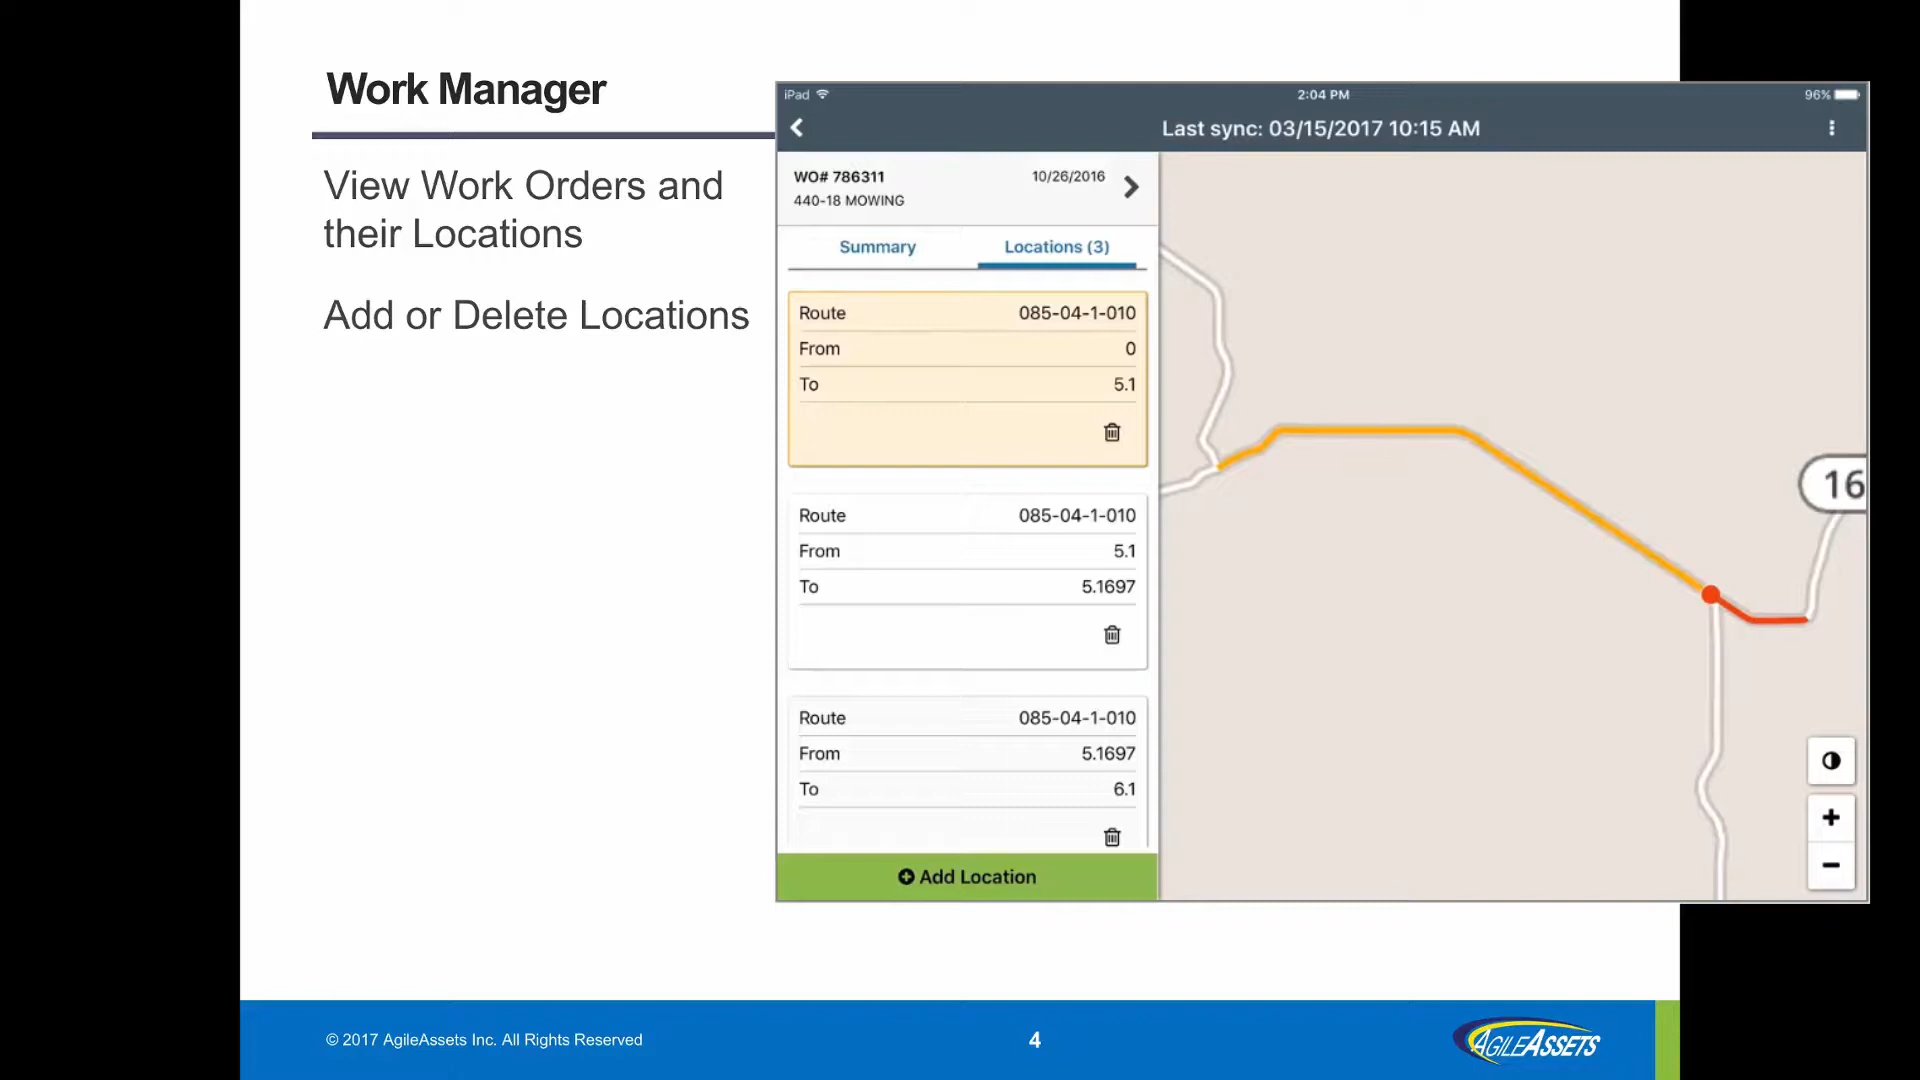 Work Manager
View Work Orders and
their Locations
Add or Delete Locations
iPad
2:04 PM
96%
Last sync: 03/15/2017 10:15 AM
WO# 786311
10/26/2016
440-18 MOWING
Summary
Locations (3)
Route 085-04-1-010
From 0
To 5.1
Route 085-04-1-010
From 5.1
To 5.1697
Route 085-04-1-010
From 5.1697
To 6.1
Add Location
16
© 2017 AgileAssets Inc. All Rights Reserved
4
AGILEASSETS